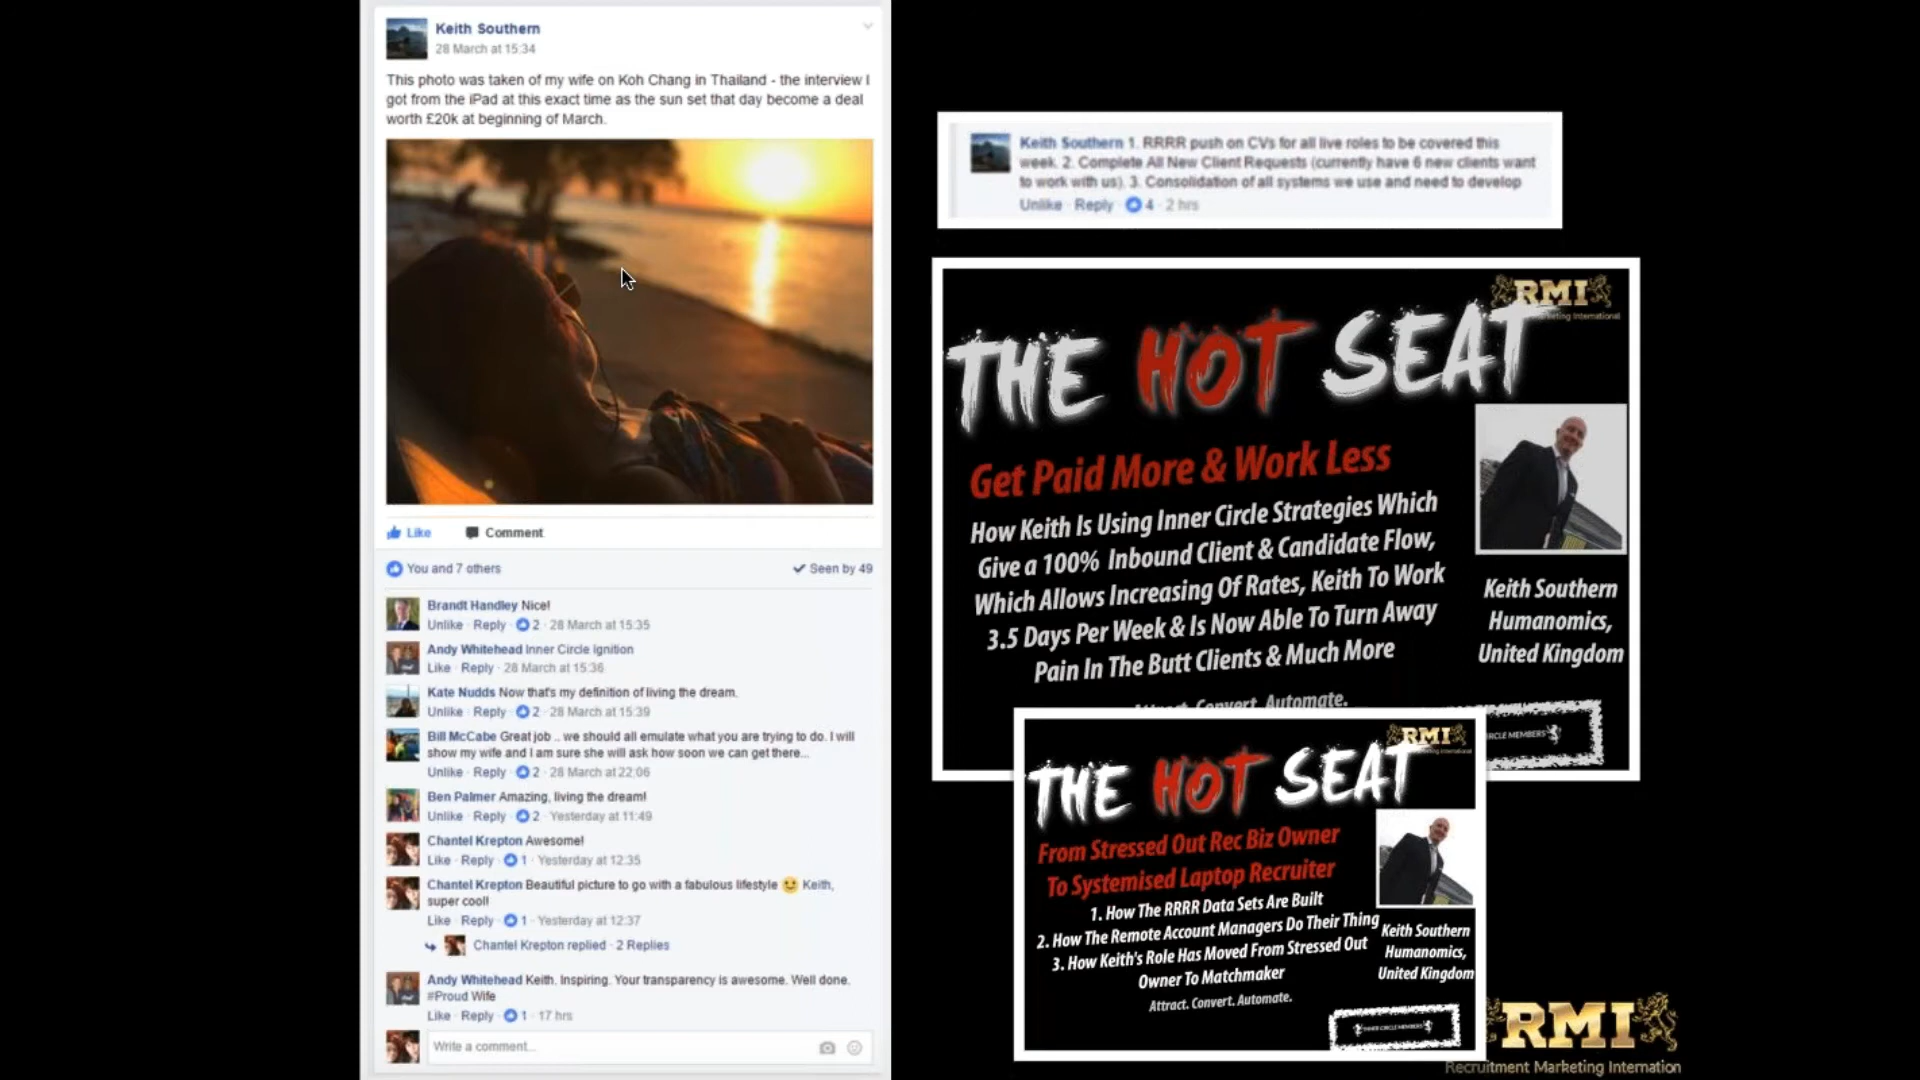 Keith Southern
28 March at 15:34
This photo was taken of my wife on Koh Chang in Thailand - the interview I
got from the iPad at this exact time as the sun set that day become a deal
worth £20k at beginning of March.
Like Comment
You and 7 others Seen by 49
Brandt Handley Nice!
Unlike · Reply · 2 · 28 March at 15:35
Andy Whitehead Inner Circle Ignition
Like · Reply · 28 March at 15:36
Kate Nudds Now that's my definition of living the dream.
Unlike · Reply · 2 · 28 March at 15:39
Bill McCabe Great job .. we should all emulate what you are trying to do. I will
show my wife and I am sure she will ask how soon we can get there...
Unlike · Reply · 2 · 28 March at 22:06
Ben Palmer Amazing, living the dream!
Unlike · Reply · 2 · Yesterday at 11:49
Chantel Krepton Awesome!
Like · Reply · 1 · Yesterday at 12:35
Chantel Krepton Beautiful picture to go with a fabulous lifestyle Keith,
super cool!
Like · Reply · 1 · Yesterday at 12:37
Chantel Krepton replied · 2 Replies
Andy Whitehead Keith. Inspiring. Your transparency is awesome. Well done.
#Proud Wife
Like · Reply · 1 · 17 hrs
Write a comment...
Keith Southern 1. RRRR push on CVs for all live roles to be covered this
week. 2. Complete All New Client Requests (currently have 6 new clients want
to work with us). 3. Consolidation of all systems we use and need to develop
Unlike · Reply · 4 · 2 hrs
RMI
keting International
THE HOT SEAT
Get Paid More & Work Less
How Keith Is Using Inner Circle Strategies Which
Give a 100% Inbound Client & Candidate Flow,
Which Allows Increasing Of Rates, Keith To Work
3.5 Days Per Week & Is Now Able To Turn Away
Pain In The Butt Clients & Much More
Attract. Convert. Automate.
Keith Southern
Humanomics,
United Kingdom
IRCLE MEMBERS
RMI
THE HOT SEAT
From Stressed Out Rec Biz Owner
To Systemised Laptop Recruiter
1. How The RRRR Data Sets Are Built
2. How The Remote Account Managers Do Their Thing
3. How Keith's Role Has Moved From Stressed Out
Owner To Matchmaker
Attract. Convert. Automate.
Keith Southern
Humanomics,
United Kingdom
INNER CIRCLE MEMBERS
RMI
Recruitment Marketing Internation